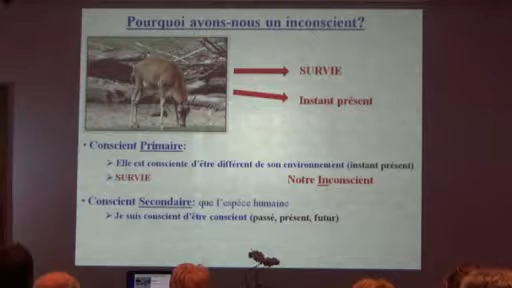 Pourquoi avons-nous un inconscient?
SURVIE
Instant présent
• Conscient Primaire:
➢ Elle est consciente d'être différent de son environnement (instant présent)
➢ SURVIE Notre Inconscient
• Conscient Secondaire: que l'espéce humaine
➢ Je suis conscient d'être conscient (passé, présent, futur)